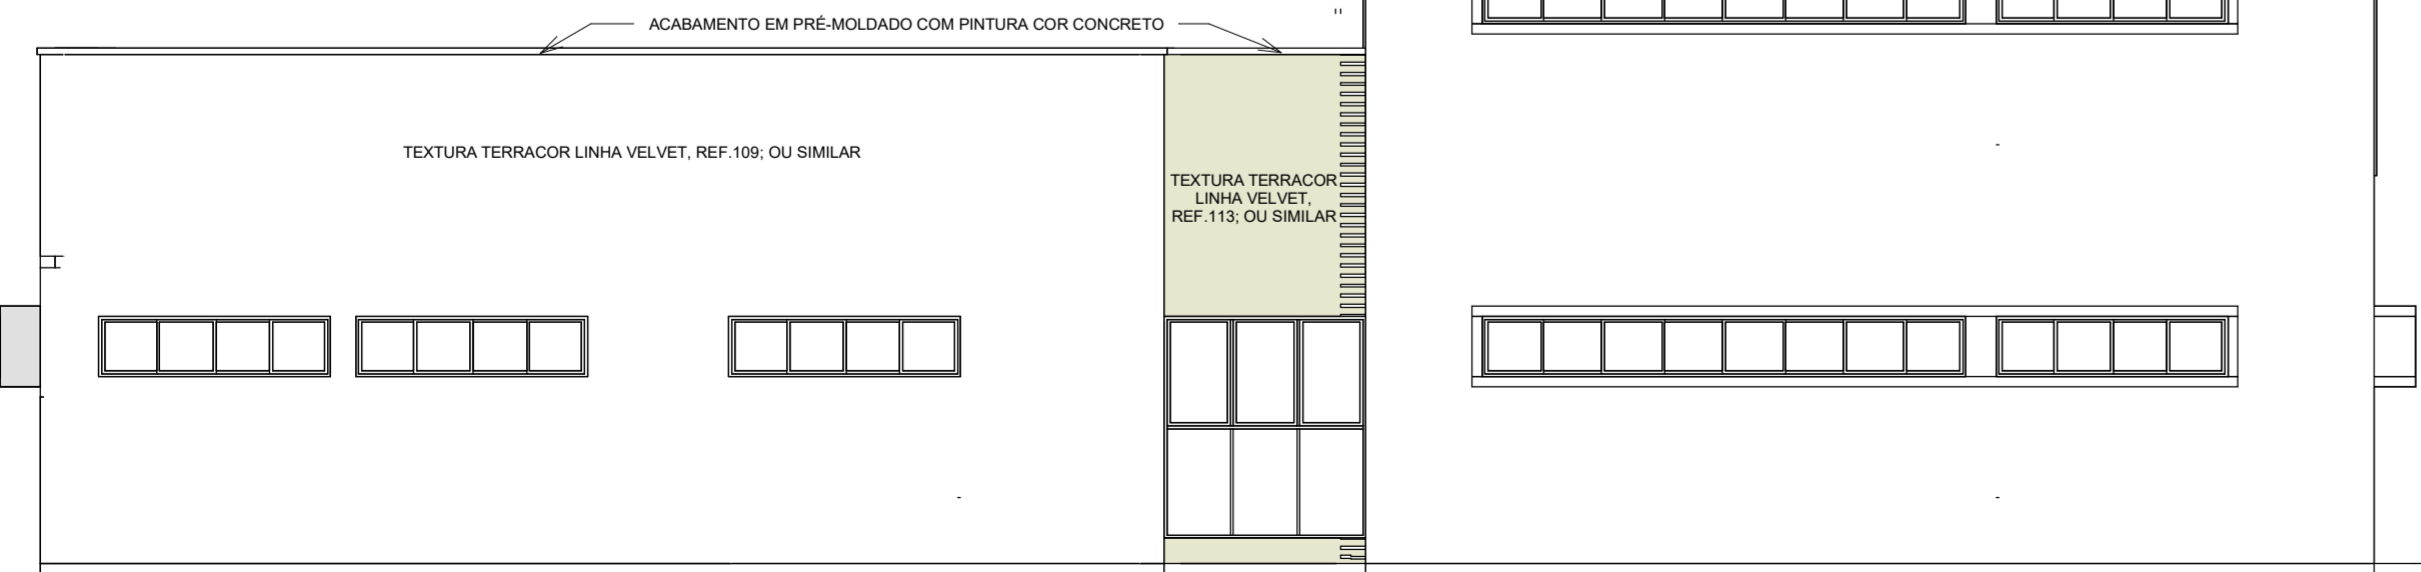 ACABAMENTO EM PRÉ-MOLDADO COM PINTURA COR CONCRETO
TEXTURA TERRACOR LINHA VELVET, REF.109; OU SIMILAR
TEXTURA TERRACOR
LINHA VELVET,
REF.113; OU SIMILAR